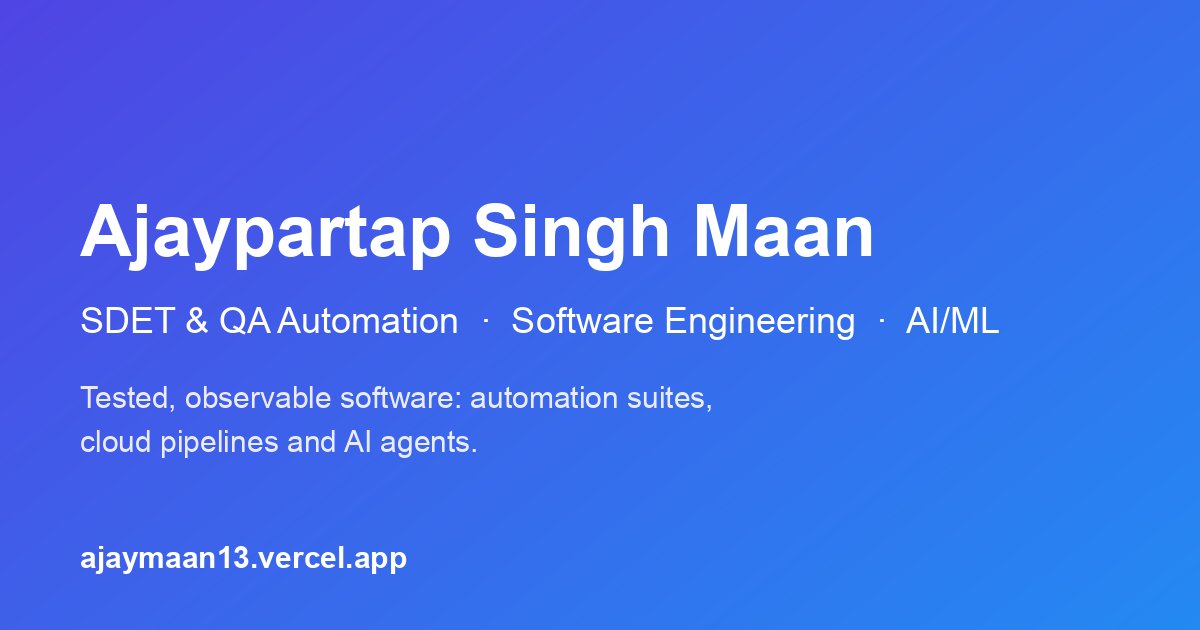 Ajaypartap Singh Maan
SDET & QA Automation · Software Engineering · AI/ML
Tested, observable software: automation suites,
cloud pipelines and AI agents.
ajaymaan13.vercel.app